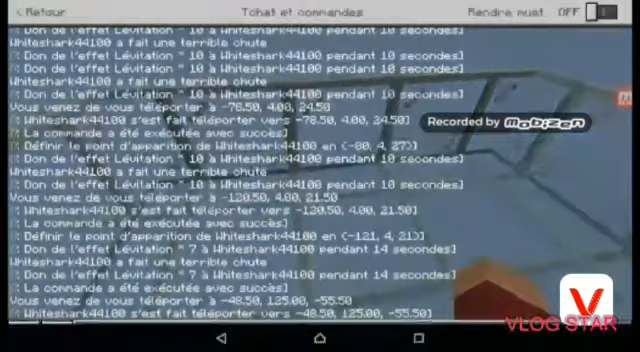 < Retour
Tchat et commandes
Rendre muet OFF
[!: Don de l'effet Lévitation * 10 à Whiteshark44100 pendant 10 secondes]
Whiteshark44100 a fait une terrible chute
[!: Don de l'effet Lévitation * 10 à Whiteshark44100 pendant 10 secondes]
[!: Don de l'effet Lévitation * 10 à Whiteshark44100 pendant 10 secondes]
Whiteshark44100 a fait une terrible chute
[!: Don de l'effet Lévitation * 10 à Whiteshark44100 pendant 10 secondes]
Vous venez de vous téléporter à -78.50, 4.00, 24.50
[!: Whiteshark44100 s'est fait téléporter vers -78.50, 4.00, 24.50]
[!: La commande a été exécutée avec succès]
[!: Définir le point d'apparition de Whiteshark44100 en (-80, 4, 27)]
[!: Don de l'effet Lévitation * 10 à Whiteshark44100 pendant 10 secondes]
Whiteshark44100 a fait une terrible chute
[!: Don de l'effet Lévitation * 10 à Whiteshark44100 pendant 10 secondes]
Vous venez de vous téléporter à -120.50, 4.00, 21.50
[!: Whiteshark44100 s'est fait téléporter vers -120.50, 4.00, 21.50]
[!: La commande a été exécutée avec succès]
[!: Définir le point d'apparition de Whiteshark44100 en (-121, 4, 21)]
[!: Don de l'effet Lévitation * 7 à Whiteshark44100 pendant 14 secondes]
Whiteshark44100 a fait une terrible chute
[!: Don de l'effet Lévitation * 7 à Whiteshark44100 pendant 14 secondes]
[!: La commande a été exécutée avec succès]
Vous venez de vous téléporter à -48.50, 125.00, -55.50
[!: Whiteshark44100 s'est fait téléporter vers -48.50, 125.00, -55.50]
Recorded by mobizen
V
VLOG STAR